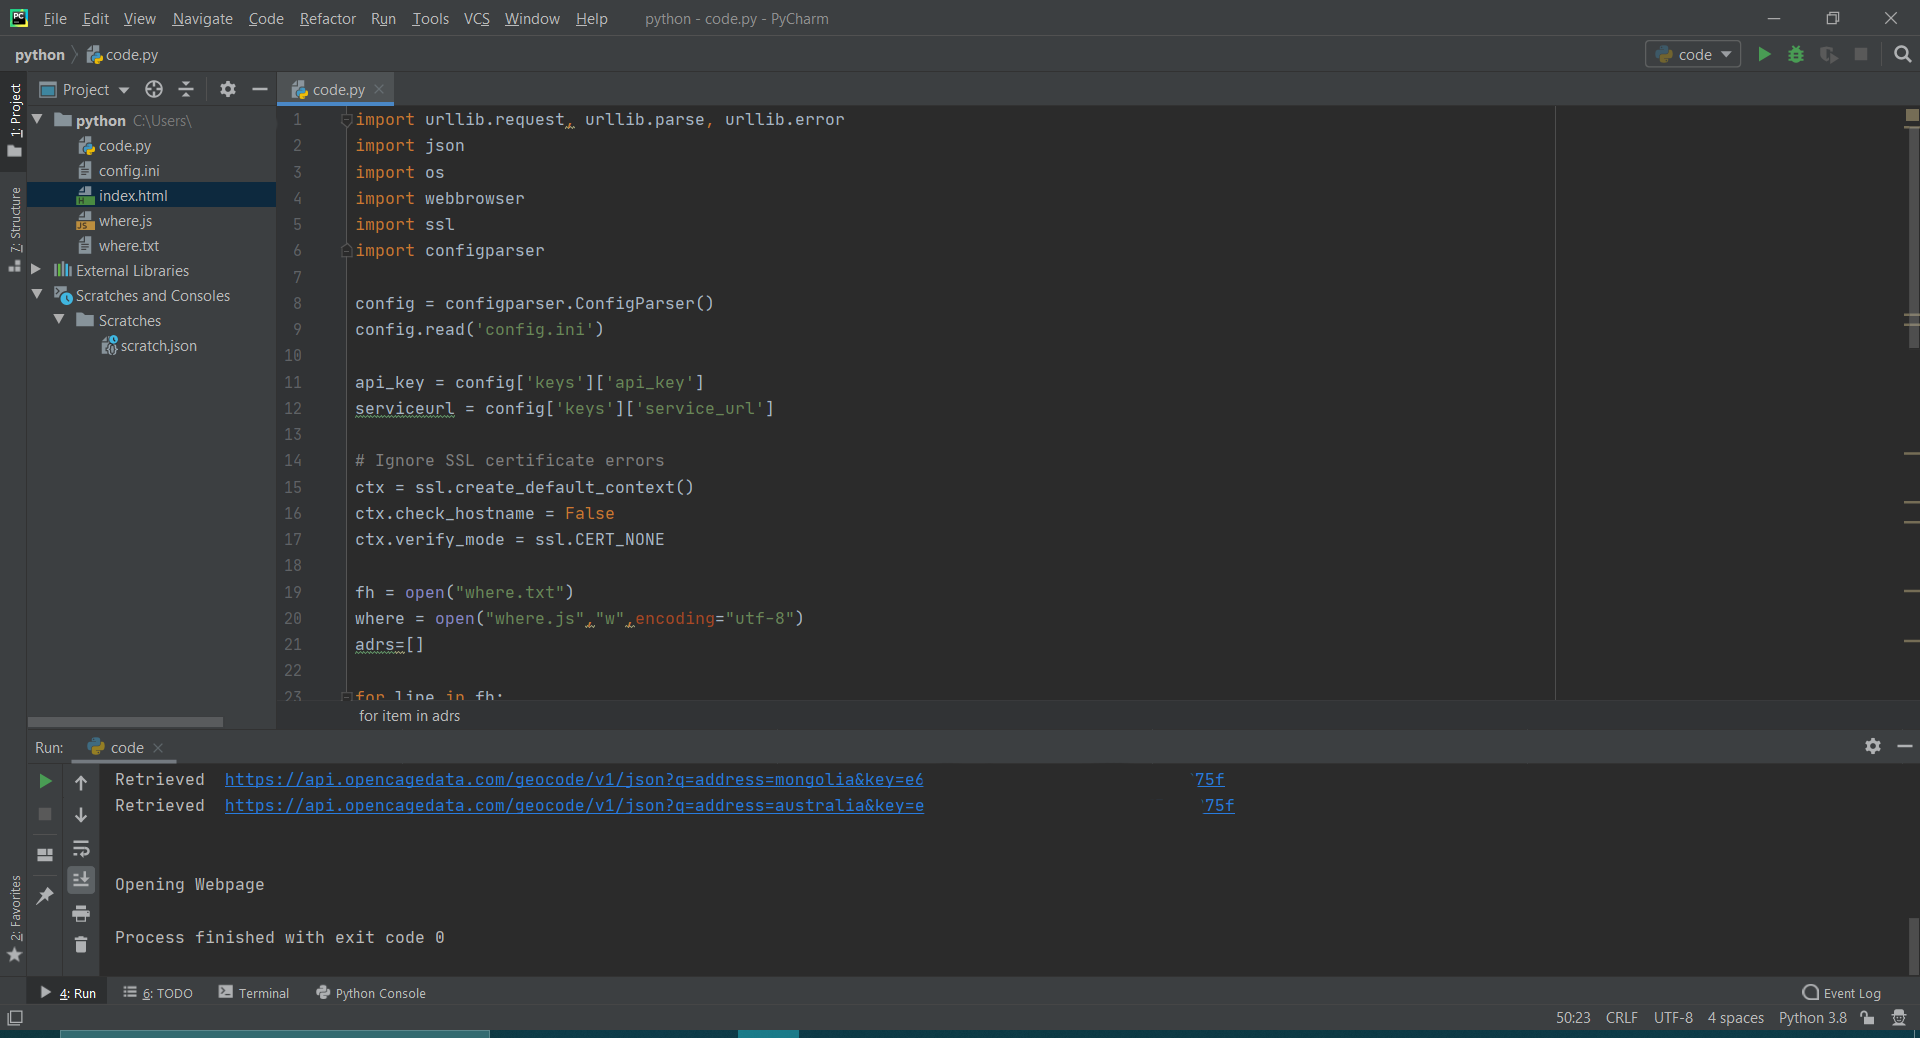 File Edit View Navigate Code Refactor Run Tools VCS Window Help python - code.py - PyCharm
python code.py
code
1: Project
7: Structure
2: Favorites
Project
python C:\Users\
code.py
config.ini
index.html
where.js
where.txt
External Libraries
Scratches and Consoles
Scratches
scratch.json
code.py
1 import urllib.request, urllib.parse, urllib.error
2 import json
3 import os
4 import webbrowser
5 import ssl
6 import configparser
7
8 config = configparser.ConfigParser()
9 config.read('config.ini')
10
11 api_key = config['keys']['api_key']
12 serviceurl = config['keys']['service_url']
13
14 # Ignore SSL certificate errors
15 ctx = ssl.create_default_context()
16 ctx.check_hostname = False
17 ctx.verify_mode = ssl.CERT_NONE
18
19 fh = open("where.txt")
20 where = open("where.js","w",encoding="utf-8")
21 adrs=[]
22
23 for line in fh:
for item in adrs
Run: code
Retrieved https://api.opencagedata.com/geocode/v1/json?q=address=mongolia&key=e6 75f
Retrieved https://api.opencagedata.com/geocode/v1/json?q=address=australia&key=e 75f
Opening Webpage
Process finished with exit code 0
4: Run 6: TODO Terminal Python Console Event Log
50:23 CRLF UTF-8 4 spaces Python 3.8